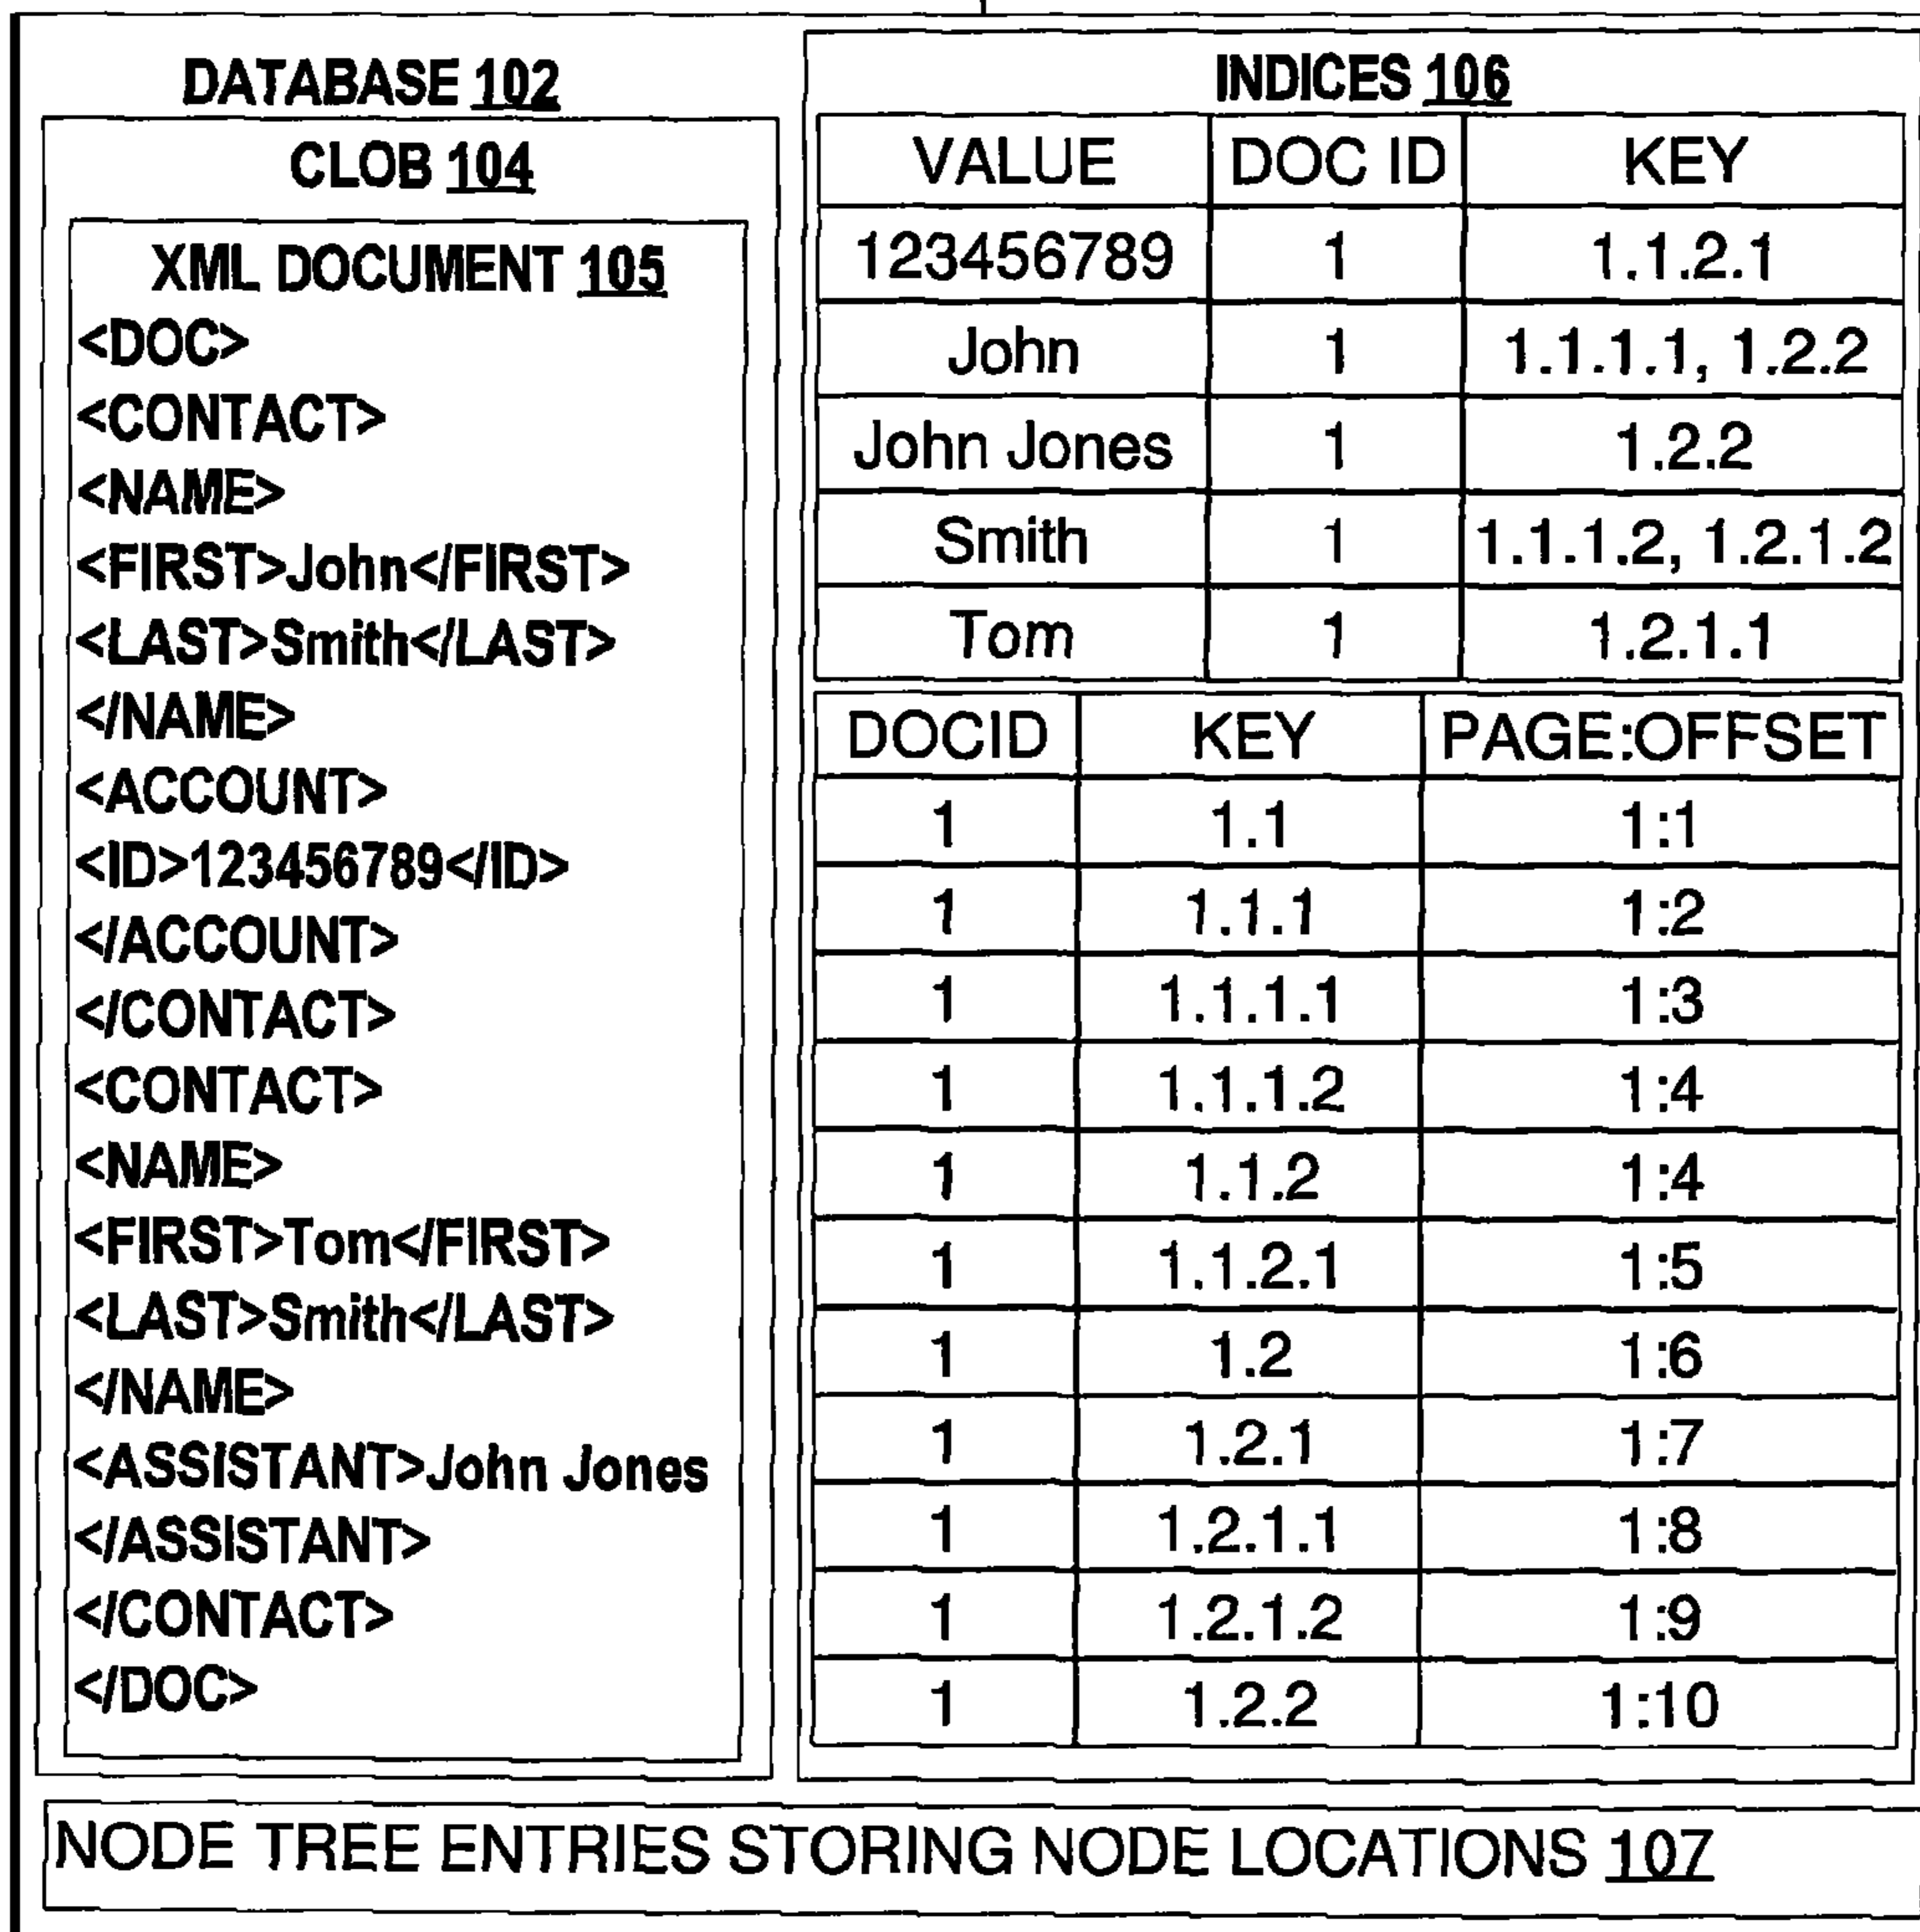 DATABASE 102
CLOB 104
XML DOCUMENT 105
<DOC>
<CONTACT>
<NAME>
<FIRST>John</FIRST>
<LAST>Smith</LAST>
</NAME>
<ACCOUNT>
<ID>123456789</ID>
</ACCOUNT>
</CONTACT>
<CONTACT>
<NAME>
<FIRST>Tom</FIRST>
<LAST>Smith</LAST>
</NAME>
<ASSISTANT>John Jones
</ASSISTANT>
</CONTACT>
</DOC>
INDICES 106
VALUE DOC ID KEY
123456789 1 1.1.2.1
John 1 1.1.1.1, 1.2.2
John Jones 1 1.2.2
Smith 1 1.1.1.2, 1.2.1.2
Tom 1 1.2.1.1
DOCID KEY PAGE:OFFSET
1 1.1 1:1
1 1.1.1 1:2
1 1.1.1.1 1:3
1 1.1.1.2 1:4
1 1.1.2 1:4
1 1.1.2.1 1:5
1 1.2 1:6
1 1.2.1 1:7
1 1.2.1.1 1:8
1 1.2.1.2 1:9
1 1.2.2 1:10
NODE TREE ENTRIES STORING NODE LOCATIONS 107